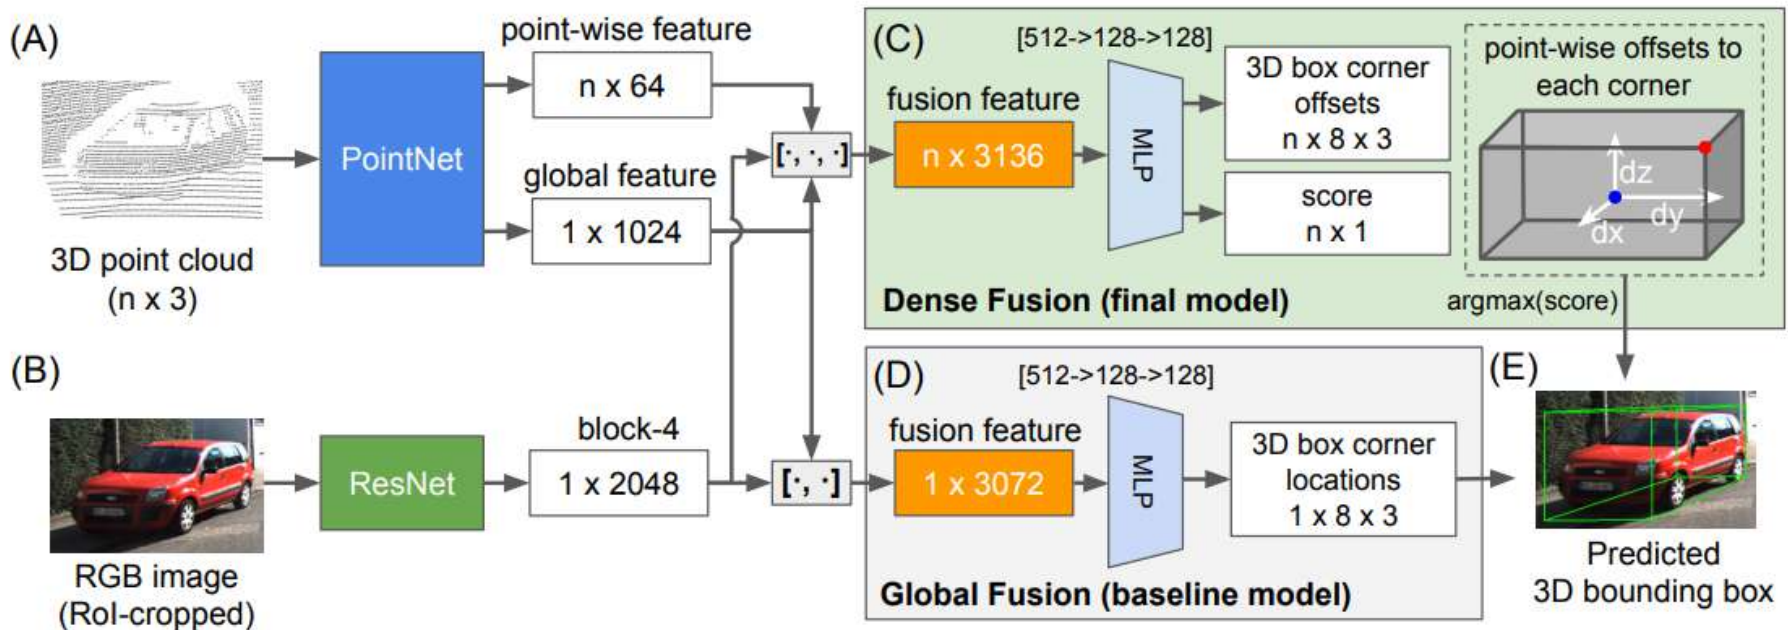 (A)
3D point cloud
(n x 3)
PointNet
point-wise feature
n x 64
global feature
1 x 1024
[·, ·, ·]
(B)
RGB image
(RoI-cropped)
ResNet
block-4
1 x 2048
[·, ·]
(C)
[512->128->128]
fusion feature
n x 3136
MLP
3D box corner
offsets
n x 8 x 3
score
n x 1
point-wise offsets to
each corner
dz
dy
dx
Dense Fusion (final model)
argmax(score)
(D)
[512->128->128]
fusion feature
1 x 3072
MLP
3D box corner
locations
1 x 8 x 3
Global Fusion (baseline model)
(E)
Predicted
3D bounding box